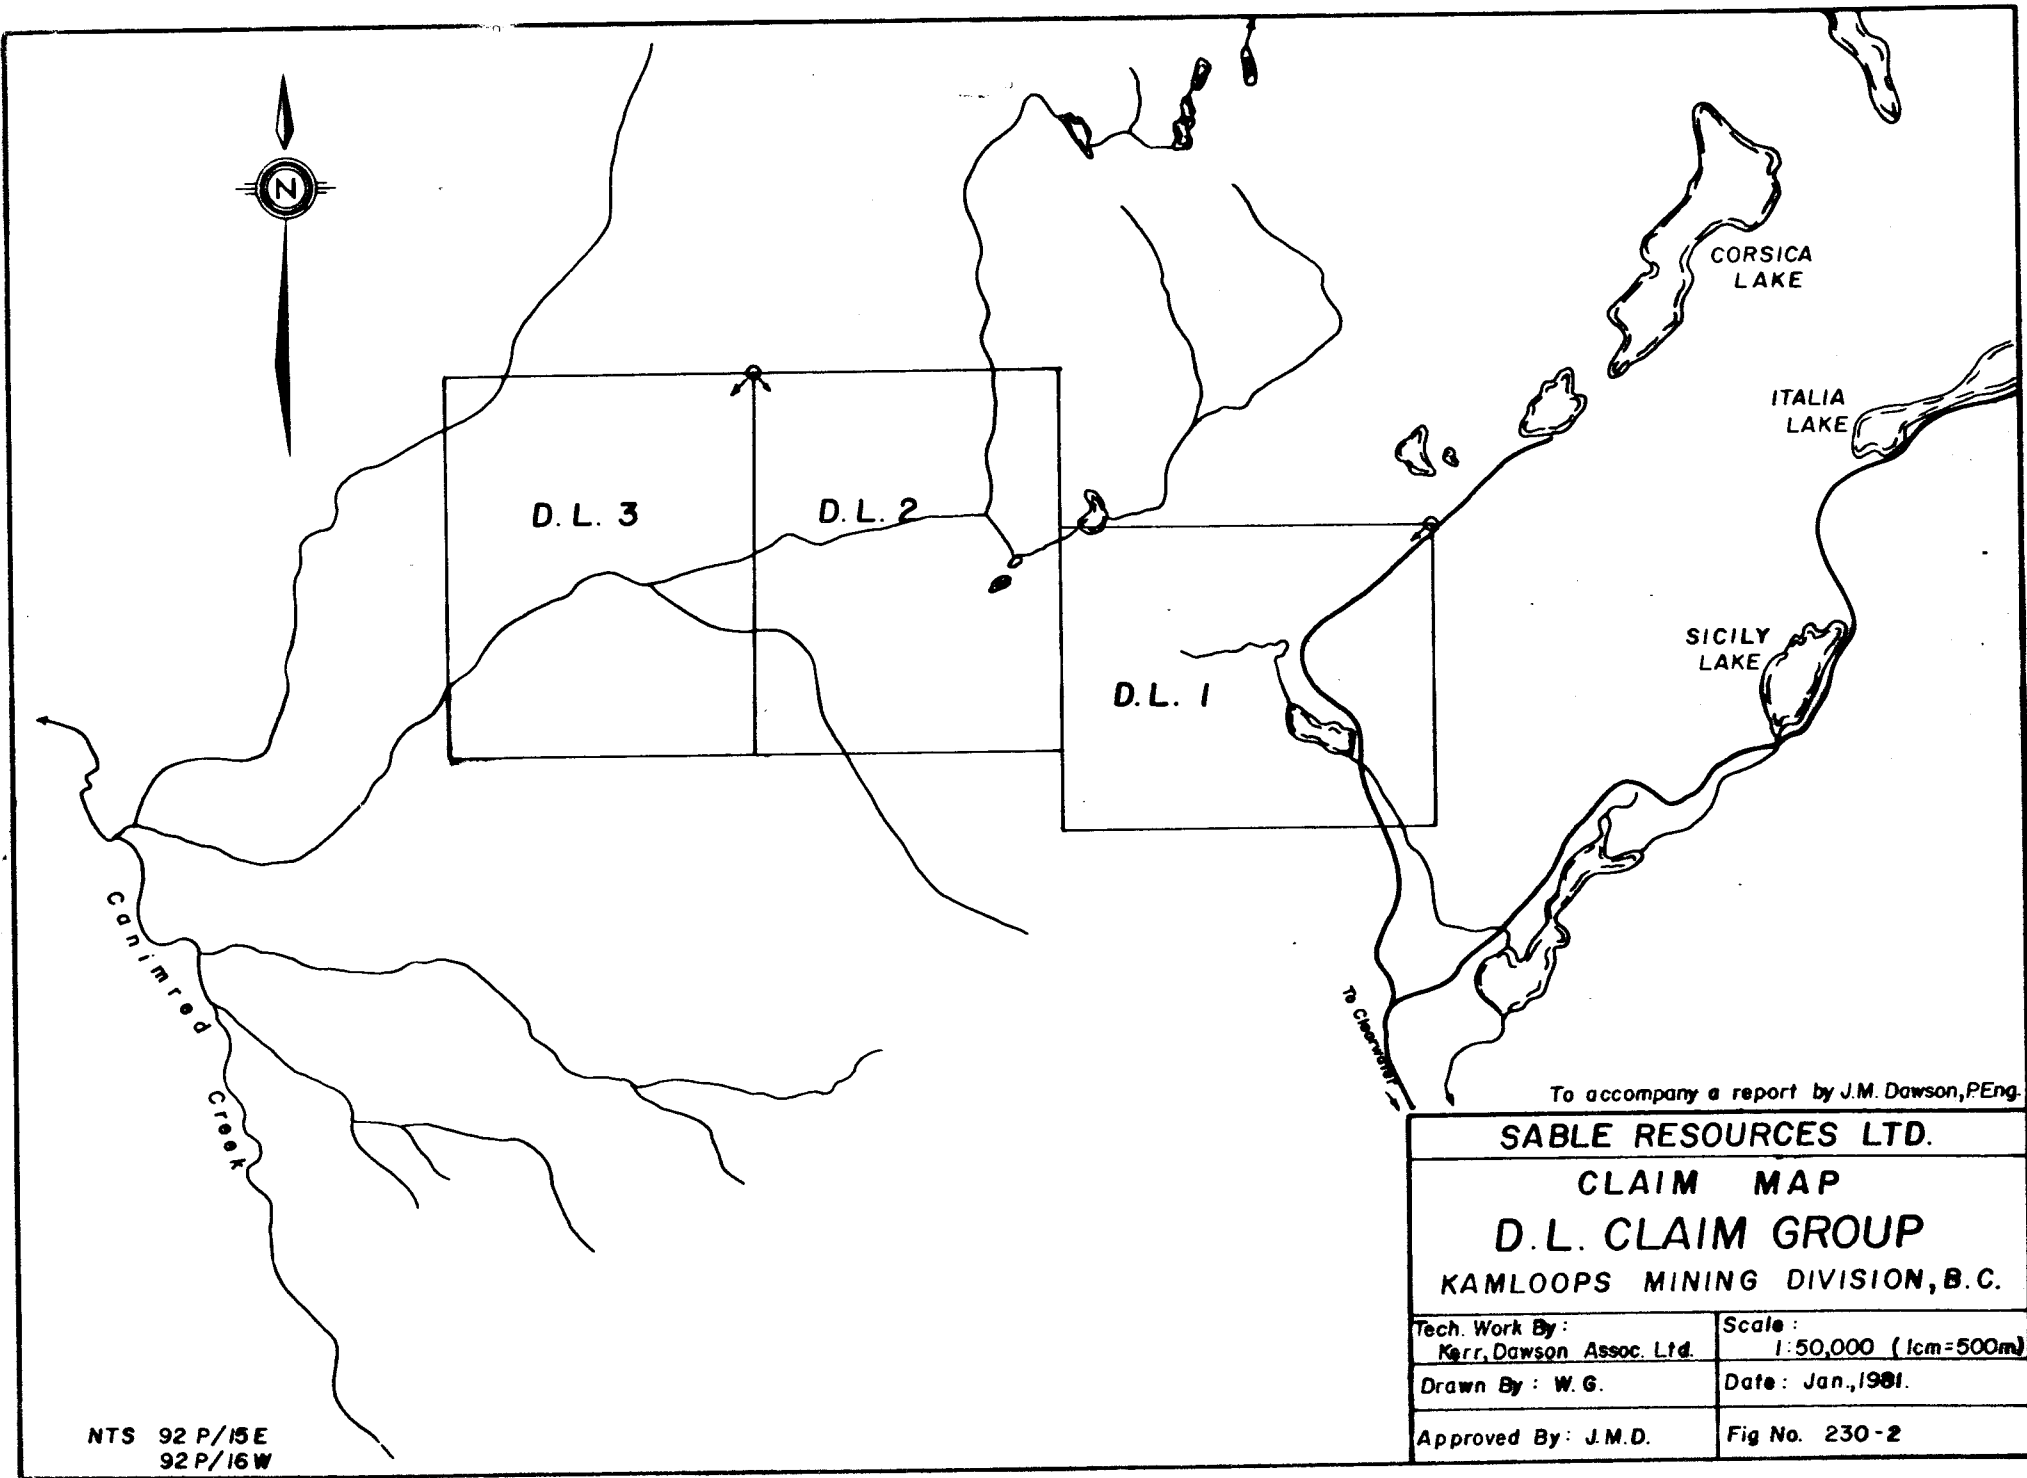 N
CORSICA
LAKE
ITALIA
LAKE
D. L. 3
D. L. 2
SICILY
LAKE
D. L. 1
Canimred Creek
To Clearwater
To accompany a report by J.M. Dawson, P.Eng.
SABLE RESOURCES LTD.
CLAIM MAP
D.L. CLAIM GROUP
KAMLOOPS MINING DIVISION, B.C.
Tech. Work By :
Kerr, Dawson Assoc. Ltd.
Scale :
1:50,000 (1cm=500m)
Drawn By : W. G.
Date : Jan., 1981.
Approved By : J.M.D.
Fig No. 230-2
NTS 92 P/15 E
92 P/16 W